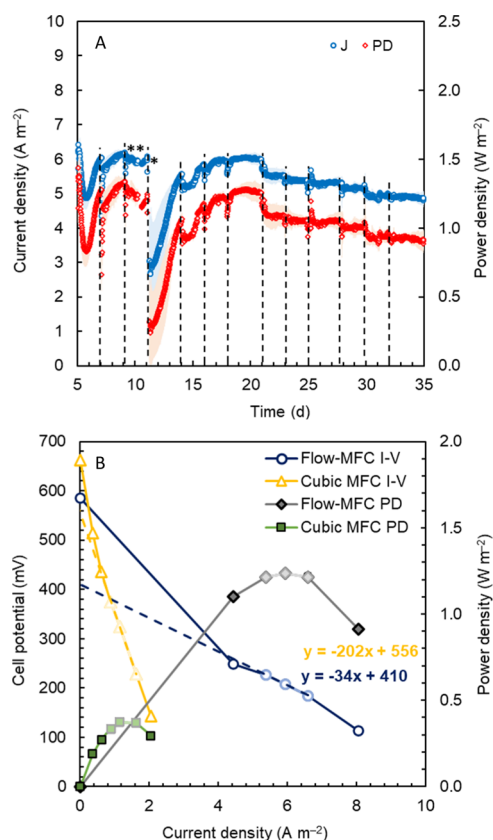 A
J PD
Current density (A m⁻²)
10
9
8
7
6
5
4
3
2
1
0
**
*
2.5
2.0
1.5
1.0
0.5
0.0
Power density (W m⁻²)
5 10 15 20 25 30 35
Time (d)
B
Flow-MFC I-V
Cubic MFC I-V
Flow-MFC PD
Cubic MFC PD
Cell potential (mV)
700
600
500
400
300
200
100
0
y = -202x + 556
y = -34x + 410
2.0
1.5
1.0
0.5
0.0
Power density (W m⁻²)
0 2 4 6 8 10
Current density (A m⁻²)